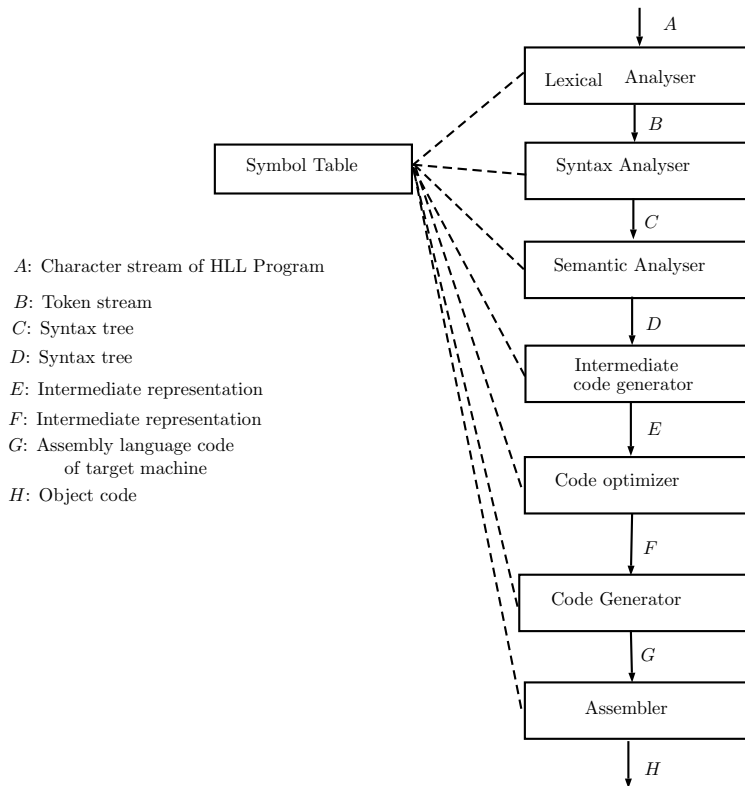 A
Lexical Analyser
B
Symbol Table
Syntax Analyser
C
A: Character stream of HLL Program
Semantic Analyser
B: Token stream
C: Syntax tree
D
D: Syntax tree
Intermediate
code generator
E: Intermediate representation
F: Intermediate representation
E
G: Assembly language code
of target machine
Code optimizer
H: Object code
F
Code Generator
G
Assembler
H